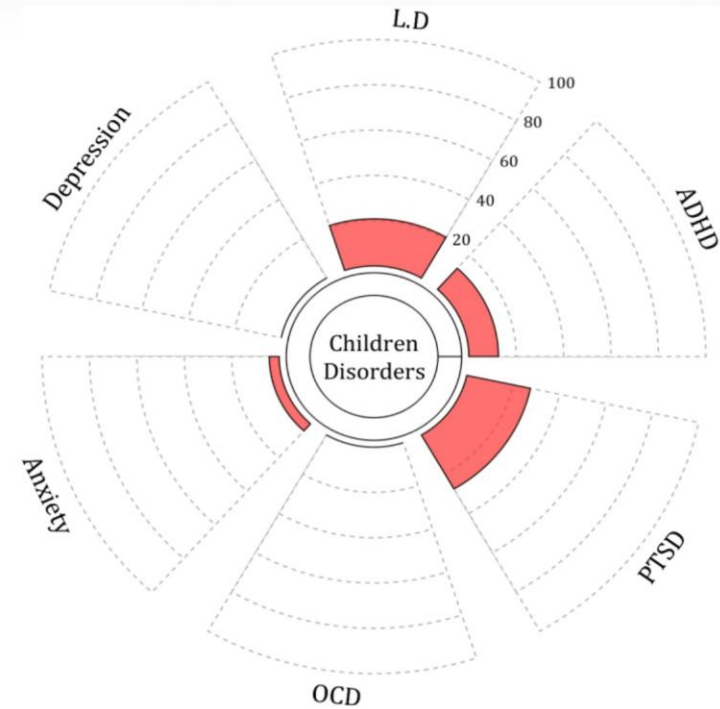 L.D
100
80
60
40
20
Depression
ADHD
Children
Disorders
Anxiety
PTSD
OCD